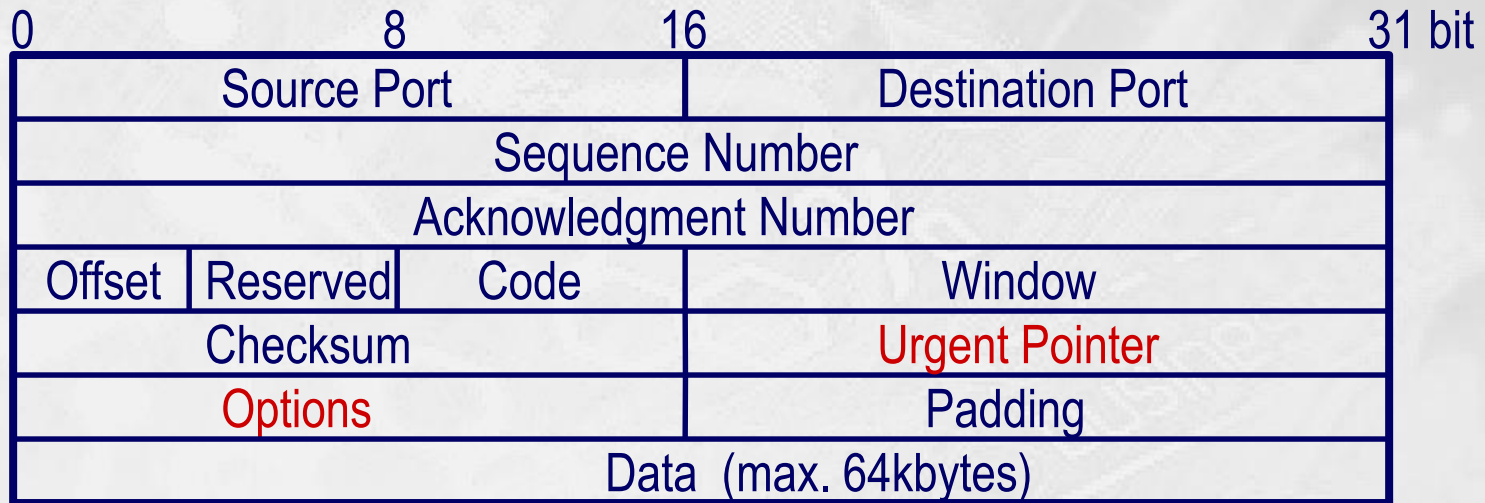 0 8 16 31 bit
Source Port Destination Port
Sequence Number
Acknowledgment Number
Offset Reserved Code Window
Checksum Urgent Pointer
Options Padding
Data (max. 64kbytes)